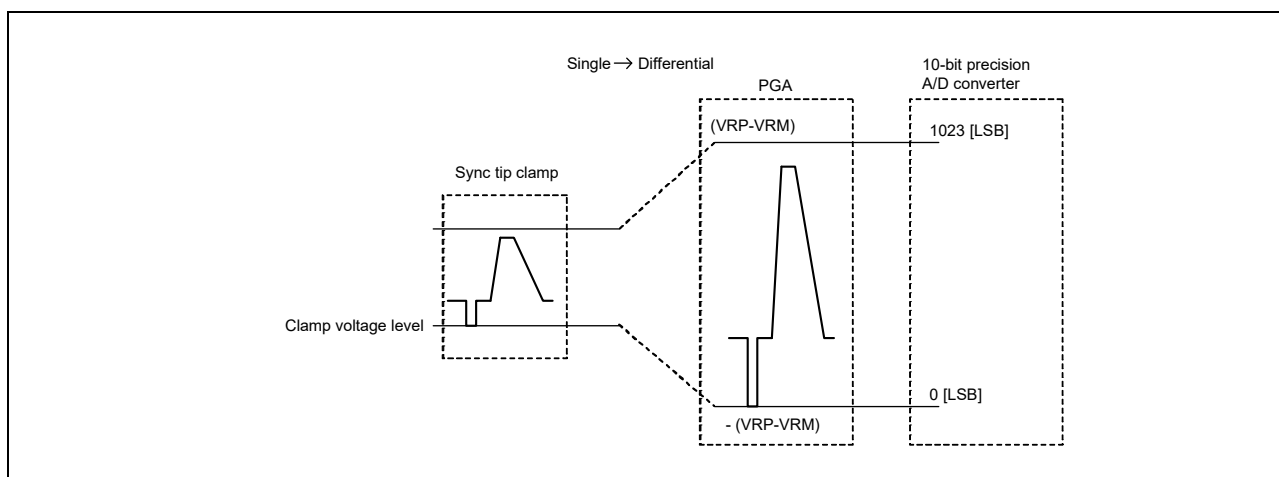 Single → Differential
10-bit precision
A/D converter
PGA
(VRP-VRM)
1023 [LSB]
Sync tip clamp
Clamp voltage level
0 [LSB]
- (VRP-VRM)